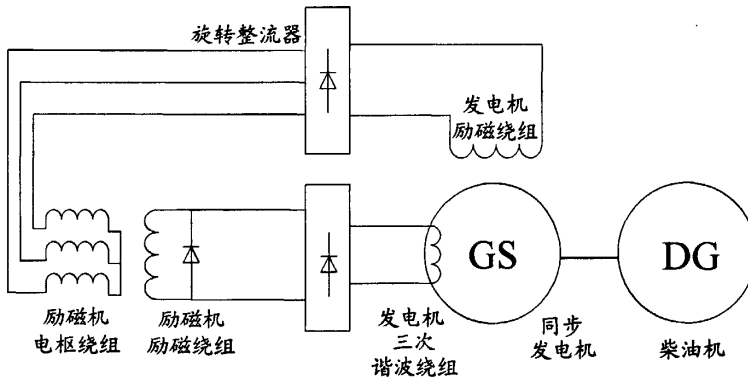 旋转整流器
发电机
励磁绕组
GS
DG
励磁机
电枢绕组
励磁机
励磁绕组
发电机
三次
谐波绕组
同步
发电机
柴油机